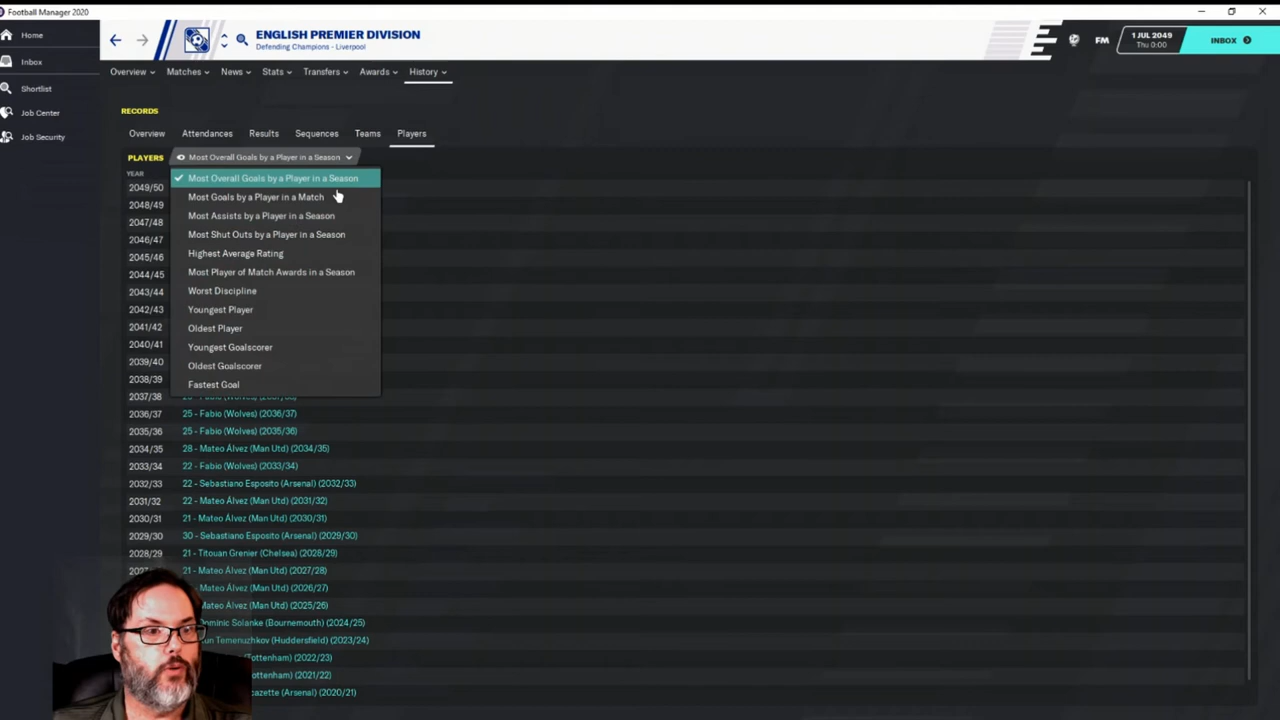 Football Manager 2020
Home
Inbox
Shortlist
Job Center
Job Security
ENGLISH PREMIER DIVISION
Defending Champions - Liverpool
1 JUL 2049
Thu 0:00
FM
INBOX
Overview
Matches
News
Stats
Transfers
Awards
History
RECORDS
Overview
Attendances
Results
Sequences
Teams
Players
PLAYERS
Most Overall Goals by a Player in a Season
YEAR
Most Overall Goals by a Player in a Season
Most Goals by a Player in a Match
Most Assists by a Player in a Season
Most Shut Outs by a Player in a Season
Highest Average Rating
Most Player of Match Awards in a Season
Worst Discipline
Youngest Player
Oldest Player
Youngest Goalscorer
Oldest Goalscorer
Fastest Goal
2049/50
2048/49
2047/48
2046/47
2045/46
2044/45
2043/44
2042/43
2041/42
2040/41
2039/40
2038/39
2037/38
2036/37 25 - Fabio (Wolves) (2036/37)
2035/36 25 - Fabio (Wolves) (2035/36)
2034/35 28 - Mateo Álvez (Man Utd) (2034/35)
2033/34 22 - Fabio (Wolves) (2033/34)
2032/33 22 - Sebastiano Esposito (Arsenal) (2032/33)
2031/32 22 - Mateo Álvez (Man Utd) (2031/32)
2030/31 21 - Mateo Álvez (Man Utd) (2030/31)
2029/30 30 - Sebastiano Esposito (Arsenal) (2029/30)
2028/29 21 - Titouan Grenier (Chelsea) (2028/29)
21 - Mateo Álvez (Man Utd) (2027/28)
Mateo Álvez (Man Utd) (2026/27)
Mateo Álvez (Man Utd) (2025/26)
Dominic Solanke (Bournemouth) (2024/25)
Temenuzhkov (Huddersfield) (2023/24)
(2022/23)
(2021/22)
(Arsenal) (2020/21)